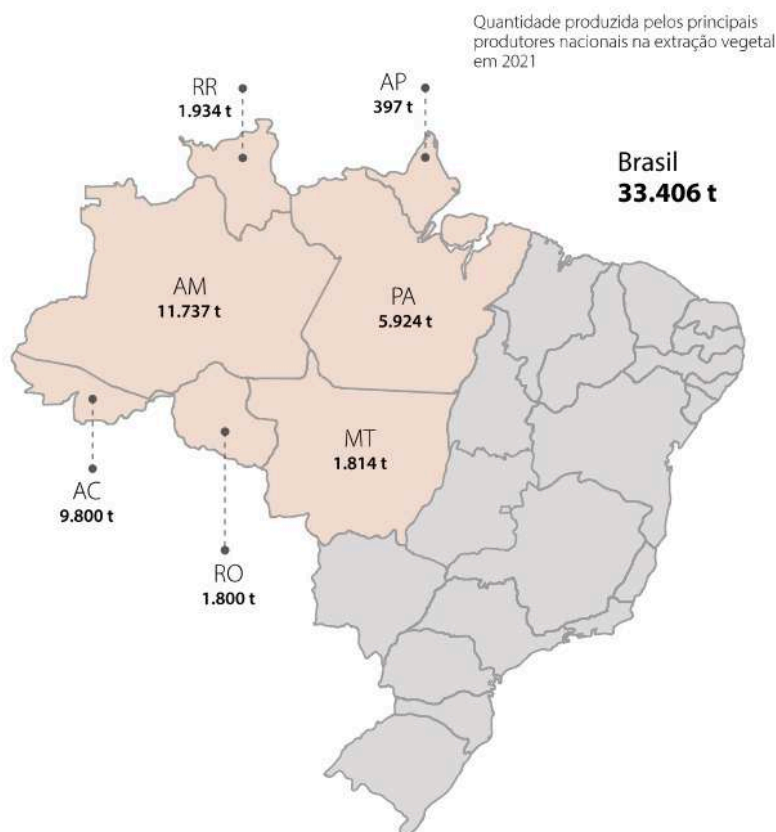 Quantidade produzida pelos principais
produtores nacionais na extração vegetal
em 2021
RR
1.934 t
AP
397 t
Brasil
33.406 t
AM
11.737 t
PA
5.924 t
MT
1.814 t
AC
9.800 t
RO
1.800 t